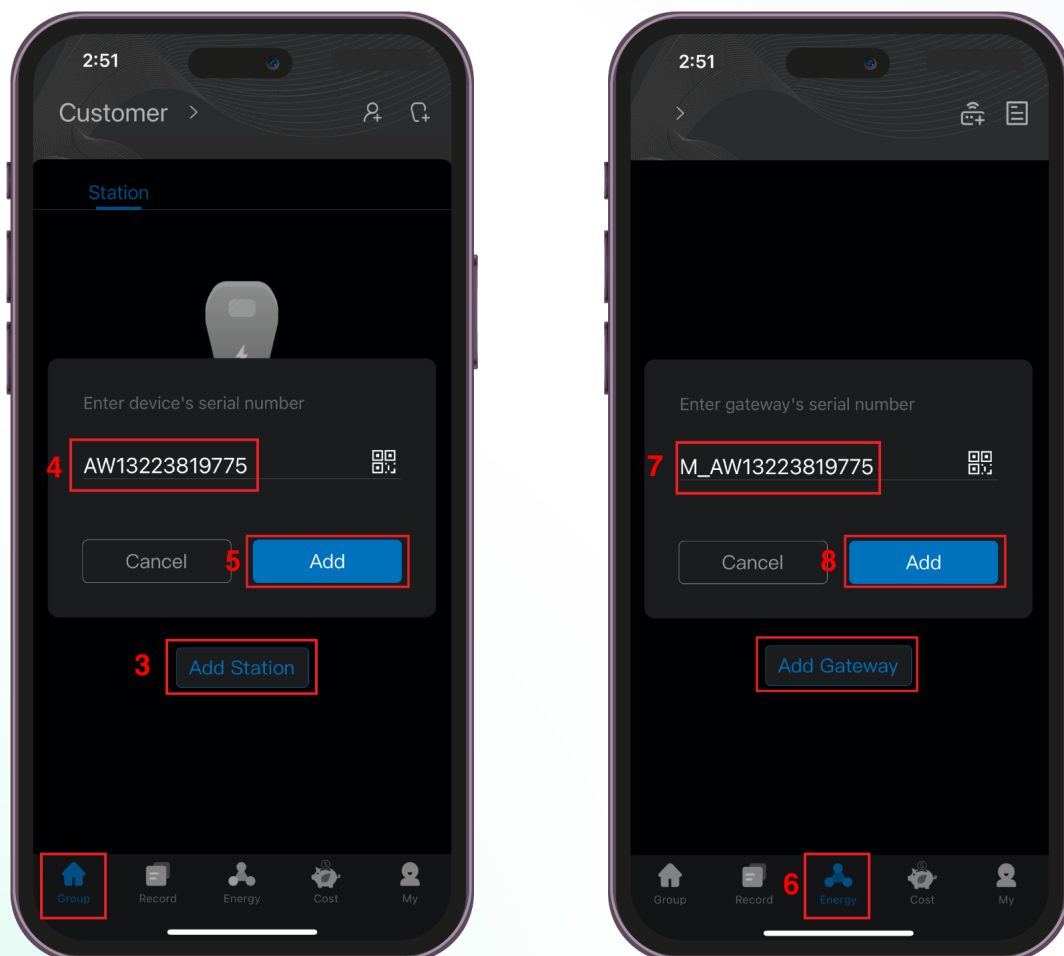 2:51
Customer >
Station
Enter device's serial number
4
AW13223819775
Cancel
5
Add
3
Add Station
Group
Record
Energy
Cost
My
2:51
>
Enter gateway's serial number
7
M_AW13223819775
Cancel
8
Add
Add Gateway
Group
Record
6
Energy
Cost
My